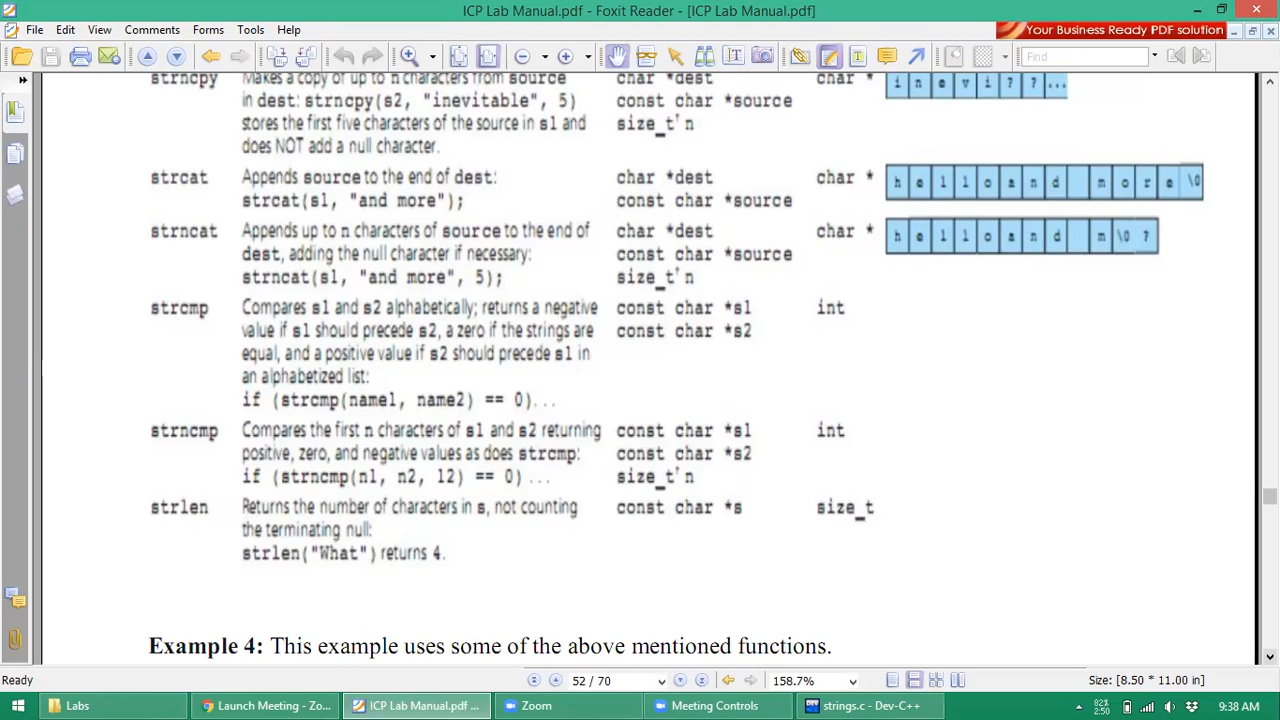 ICP Lab Manual.pdf - Foxit Reader - [ICP Lab Manual.pdf]
File Edit View Comments Forms Tools Help
Your Business Ready PDF solution
Find
strncpy Makes a copy of up to n characters from source char *dest char * i n e v i ? ? ...
in dest: strncpy(s2, "inevitable", 5) const char *source
stores the first five characters of the source in s1 and size_t' n
does NOT add a null character.
strcat Appends source to the end of dest: char *dest char * h e l l o a n d m o r e \0
strcat(s1, "and more"); const char *source
strncat Appends up to n characters of source to the end of char *dest char * h e l l o a n d m \0 ?
dest, adding the null character if necessary: const char *source
strncat(s1, "and more", 5); size_t' n
strcmp Compares s1 and s2 alphabetically; returns a negative const char *s1 int
value if s1 should precede s2, a zero if the strings are const char *s2
equal, and a positive value if s2 should precede s1 in
an alphabetized list:
if (strcmp(name1, name2) == 0)...
strncmp Compares the first n characters of s1 and s2 returning const char *s1 int
positive, zero, and negative values as does strcmp: const char *s2
if (strncmp(n1, n2, 12) == 0) ... size_t' n
strlen Returns the number of characters in s, not counting const char *s size_t
the terminating null:
strlen("What") returns 4.
Example 4: This example uses some of the above mentioned functions.
Ready 52 / 70 158.7% Size: [8.50 * 11.00 in]
Labs Launch Meeting - Zo... ICP Lab Manual.pdf ... Zoom Meeting Controls strings.c - Dev-C++ 82% 2:50 9:38 AM